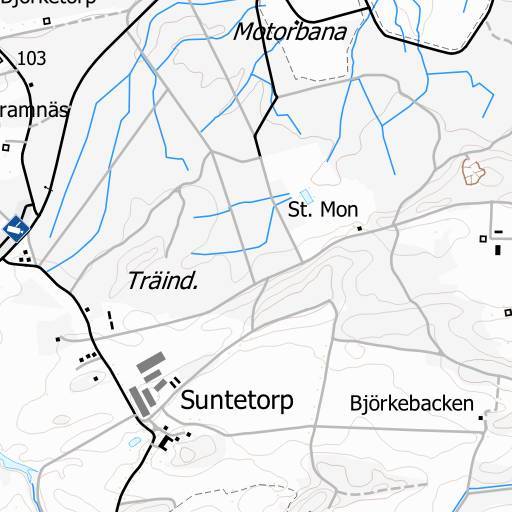 Björketorp
Motorbana
103
ramnäs
St. Mon
Träind.
Suntetorp
Björkebacken